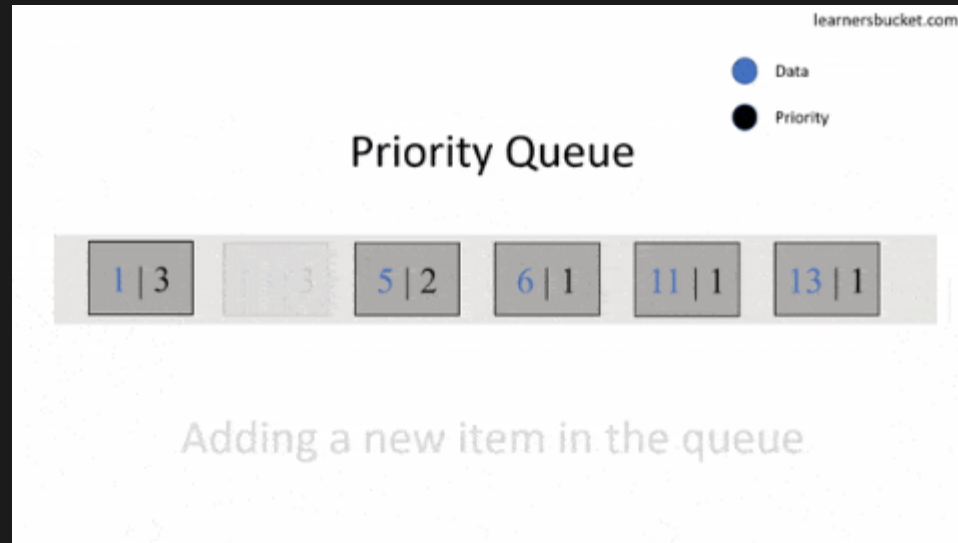 learnersbucket.com
Data
Priority
Priority Queue
1 | 3
3
5 | 2
6 | 1
11 | 1
13 | 1
Adding a new item in the queue